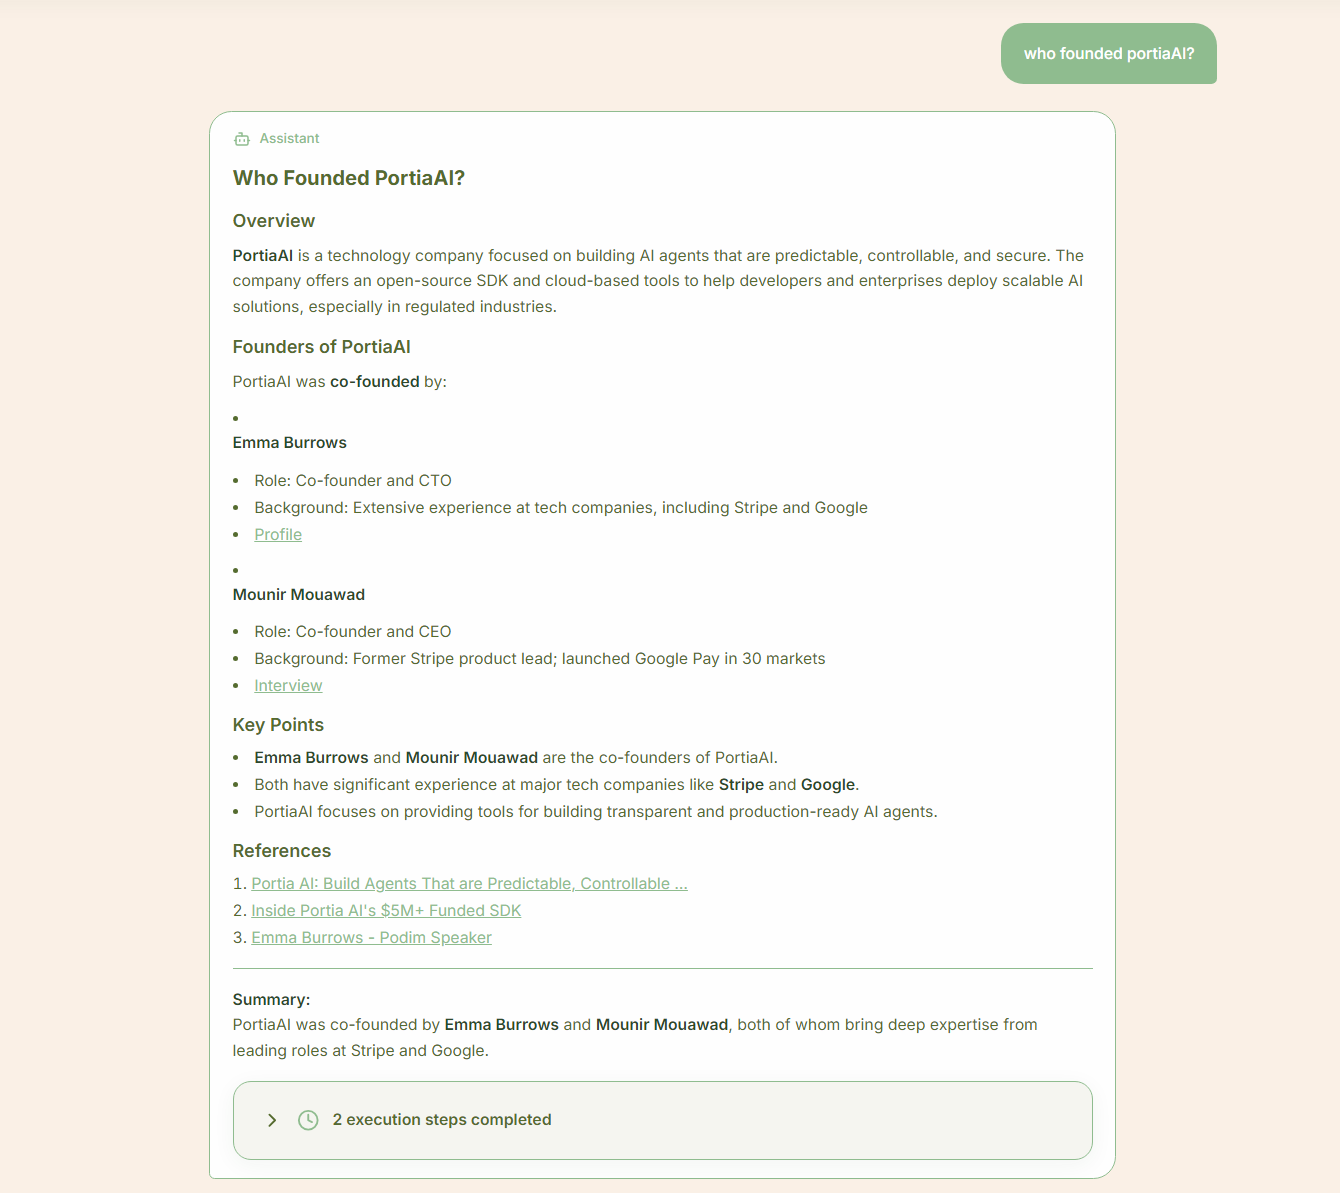 who founded portiaAI?
Assistant
Who Founded PortiaAI?
Overview
PortiaAI is a technology company focused on building AI agents that are predictable, controllable, and secure. The
company offers an open-source SDK and cloud-based tools to help developers and enterprises deploy scalable AI
solutions, especially in regulated industries.
Founders of PortiaAI
PortiaAI was co-founded by:
•
Emma Burrows
• Role: Co-founder and CTO
• Background: Extensive experience at tech companies, including Stripe and Google
• Profile
•
Mounir Mouawad
• Role: Co-founder and CEO
• Background: Former Stripe product lead; launched Google Pay in 30 markets
• Interview
Key Points
• Emma Burrows and Mounir Mouawad are the co-founders of PortiaAI.
• Both have significant experience at major tech companies like Stripe and Google.
• PortiaAI focuses on providing tools for building transparent and production-ready AI agents.
References
1. Portia AI: Build Agents That are Predictable, Controllable ...
2. Inside Portia AI's $5M+ Funded SDK
3. Emma Burrows - Podim Speaker
Summary:
PortiaAI was co-founded by Emma Burrows and Mounir Mouawad, both of whom bring deep expertise from
leading roles at Stripe and Google.
2 execution steps completed